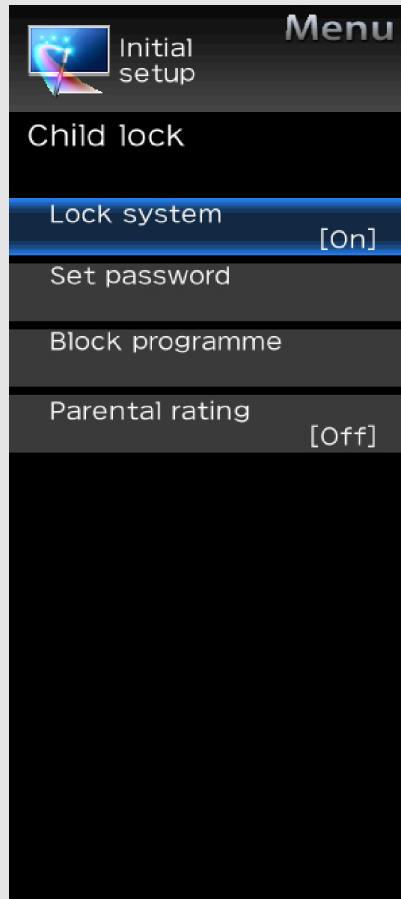 Menu
Initial
setup
Child lock
Lock system
[On]
Set password
Block programme
Parental rating
[Off]